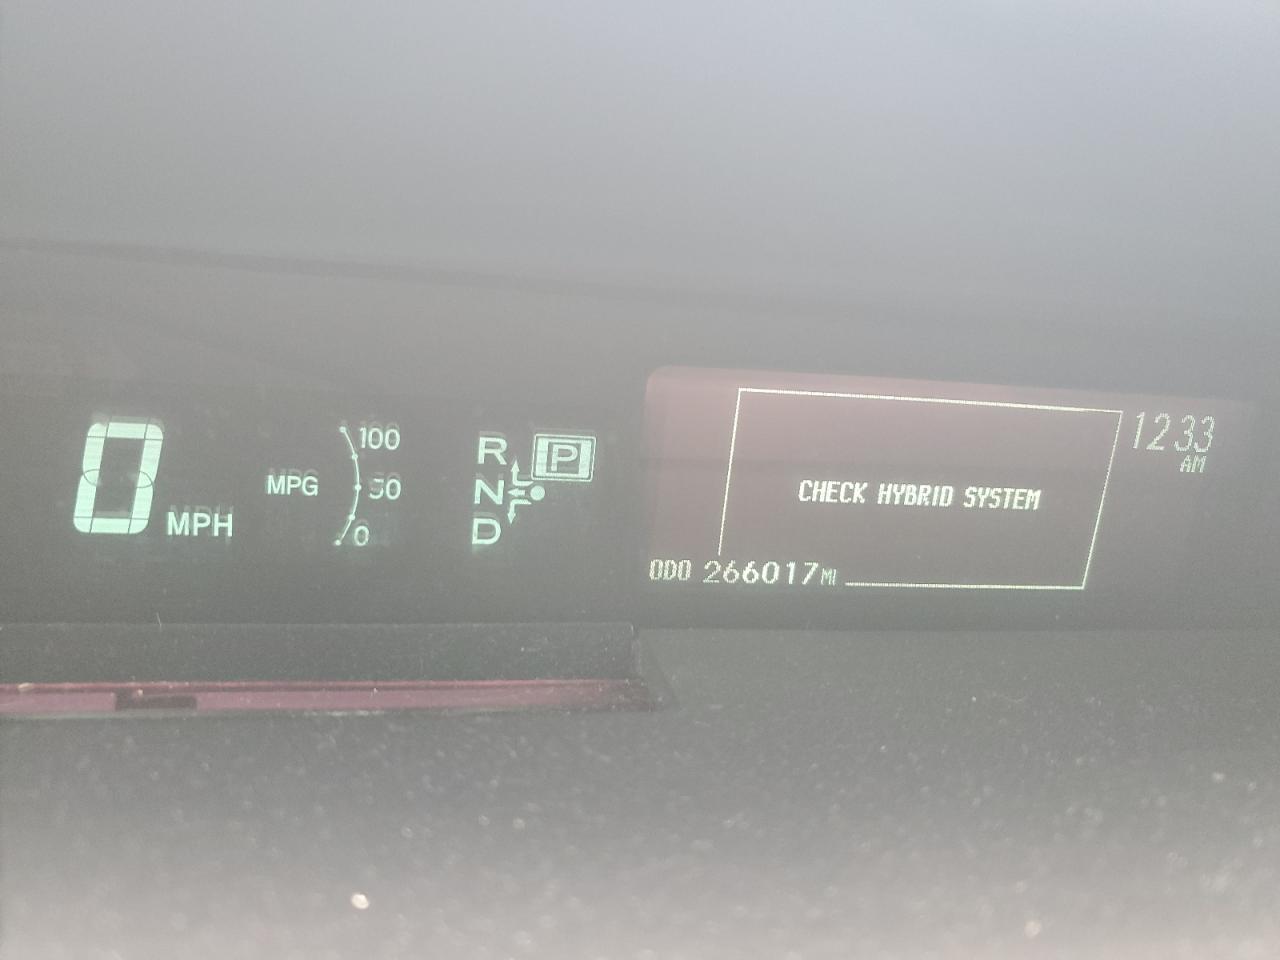 0 MPH
MPG
100
50
0
R
P
N
D
CHECK HYBRID SYSTEM
ODO 266017 MI
12 33
AM